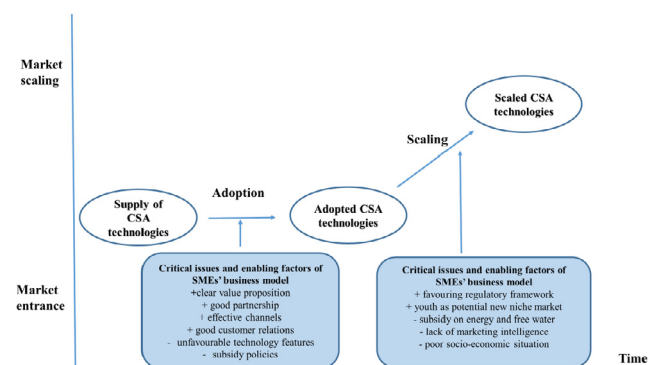 Market
scaling
Scaled CSA
technologies
Scaling
Adoption
Supply of
CSA
technologies
Adopted CSA
technologies
Market
entrance
Critical issues and enabling factors of
SMEs' business model
+clear value proposition
+ good partnership
+ effective channels
+ good customer relations
- unfavourable technology features
- subsidy policies
Critical issues and enabling factors of
SMEs' business model
+ favouring regulatory framework
+ youth as potential new niche market
- subsidy on energy and free water
- lack of marketing intelligence
- poor socio-economic situation
Time